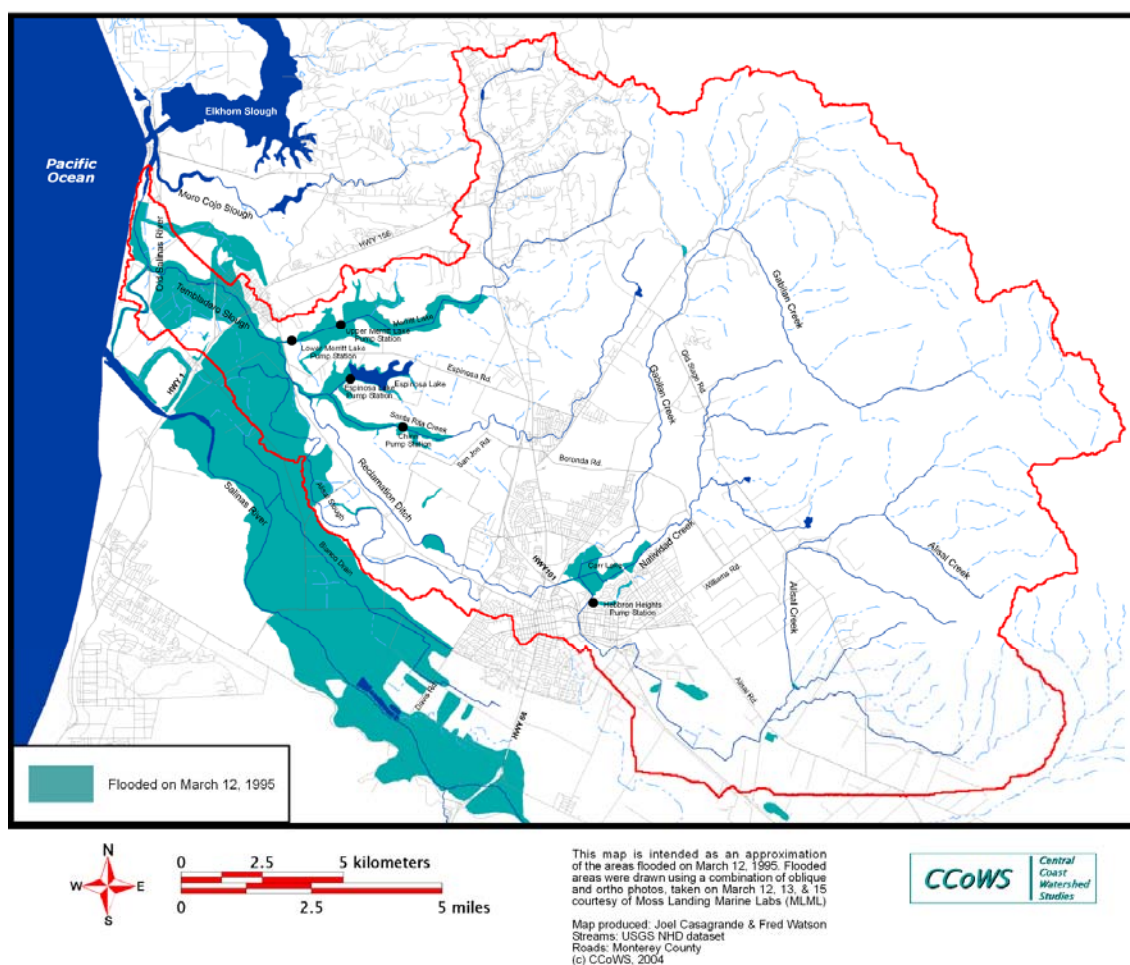 Elkhorn Slough
Pacific
Ocean
Moro Cojo Slough
HWY 156
Old Salinas River
Tembladaro Slough
Merritt Lake
Upper Merritt Lake
Pump Station
Lower Merritt Lake
Pump Station
Gabilan Creek
HWY 1
Espinosa Rd.
Old Stage Rd.
Espinosa Lake
Espinosa Lake
Pump Station
Gabilan Creek
Santa Rita Creek
Pump Station
San Jon Rd.
Boronda Rd.
Reclamation Ditch
Alisal Slough
Salinas River
Blanco Drain
HWY101
Carr Lake
Natividad Creek
Williams Rd.
Alisal Creek
Alisal Creek
Hebbron Heights
Pump Station
Davis Rd.
HWY 68
Alisal Rd.
Flooded on March 12, 1995
N
W E
S
0 2.5 5 kilometers
0 2.5 5 miles
This map is intended as an approximation
of the areas flooded on March 12, 1995. Flooded
areas were drawn using a combination of oblique
and ortho photos, taken on March 12, 13, & 15
courtesy of Moss Landing Marine Labs (MLML)
Map produced: Joel Casagrande & Fred Watson
Streams: USGS NHD dataset
Roads: Monterey County
(c) CCoWS, 2004
CCoWS
Central
Coast
Watershed
Studies